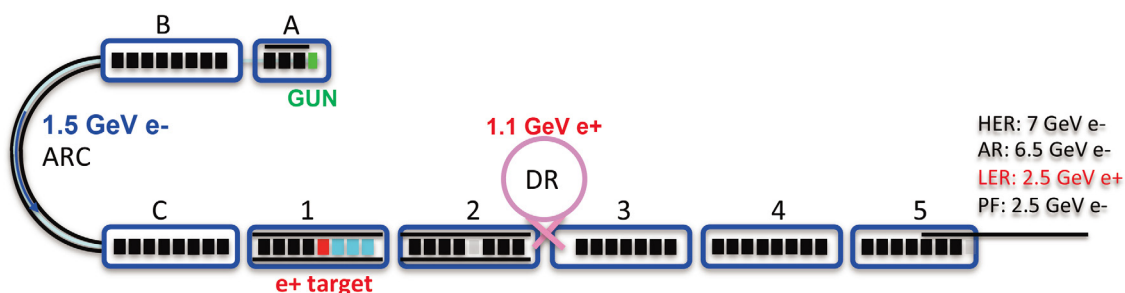 B
A
GUN
1.5 GeV e-
ARC
1.1 GeV e+
DR
HER: 7 GeV e-
AR: 6.5 GeV e-
LER: 2.5 GeV e+
PF: 2.5 GeV e-
C
1
2
3
4
5
e+ target